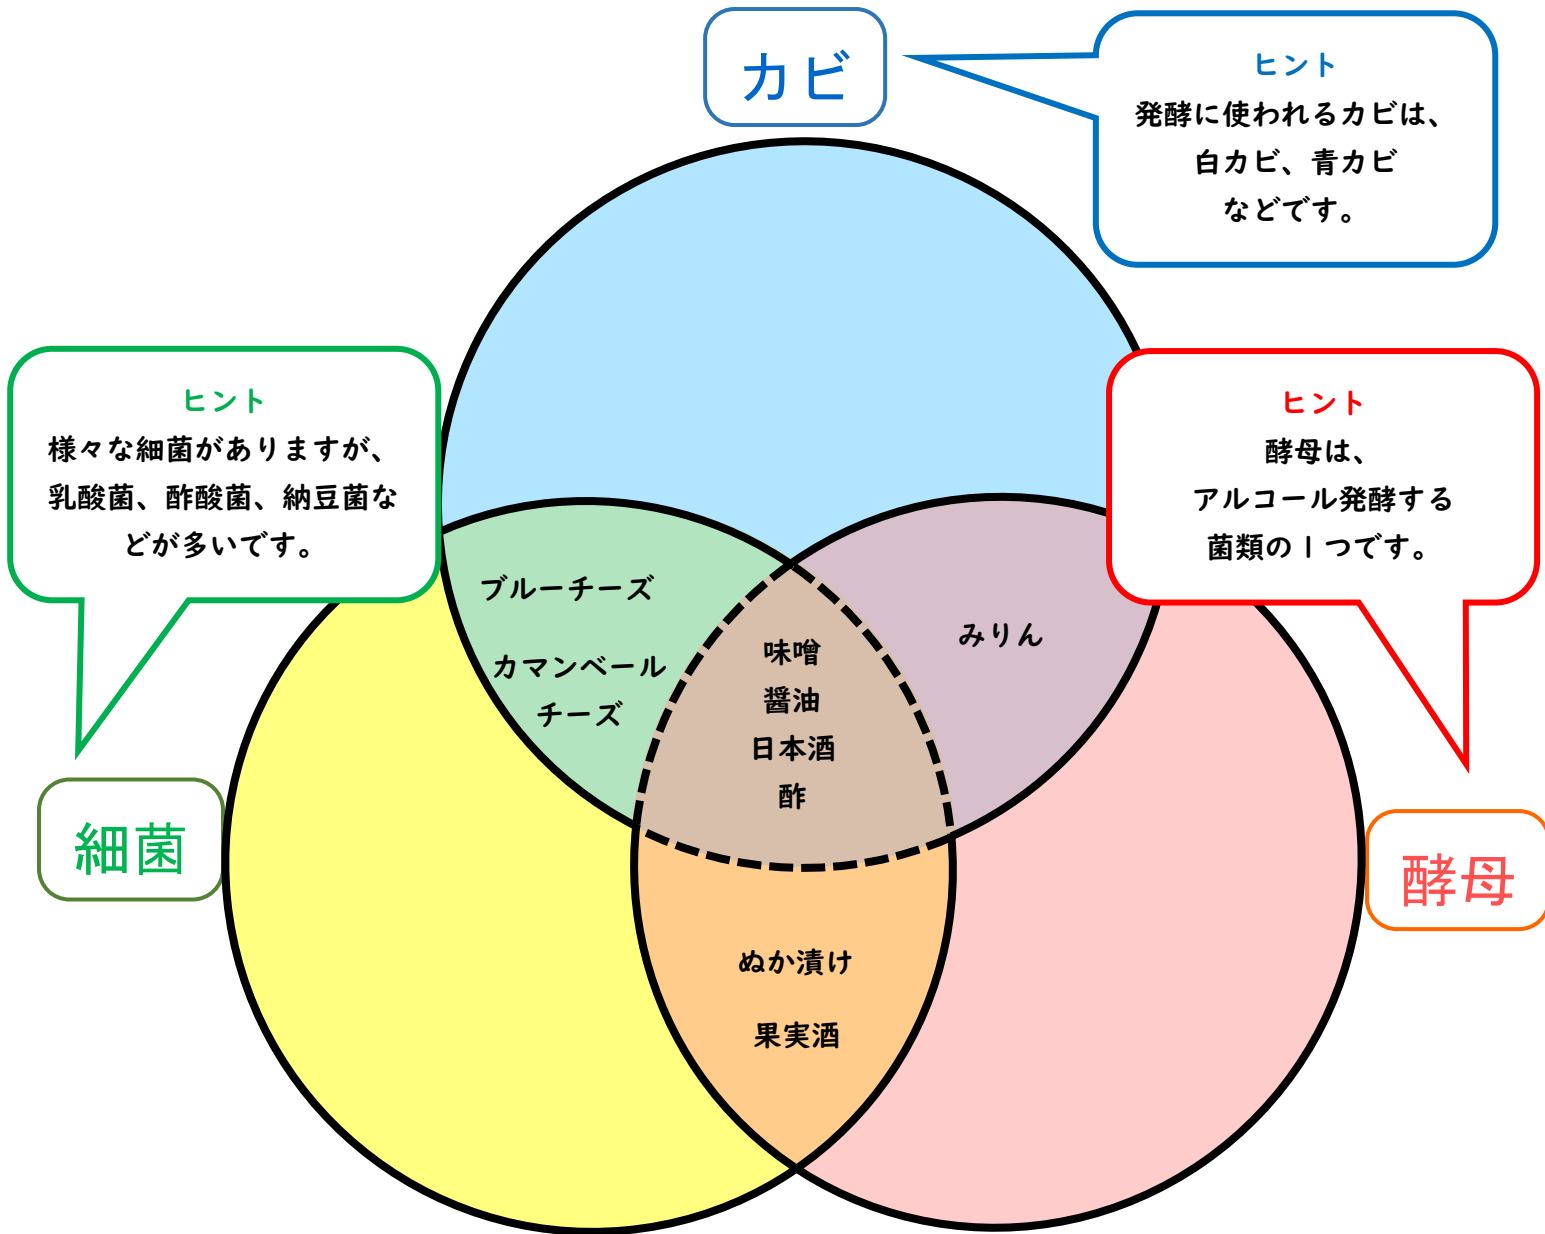 カビ
ヒント
発酵に使われるカビは、
白カビ、青カビ
などです。
ヒント
様々な細菌がありますが、
乳酸菌、酢酸菌、納豆菌な
どが多いです。
ヒント
酵母は、
アルコール発酵する
菌類の1つです。
ブルーチーズ
カマンベール
チーズ
味噌
醤油
日本酒
酢
みりん
細菌
酵母
ぬか漬け
果実酒